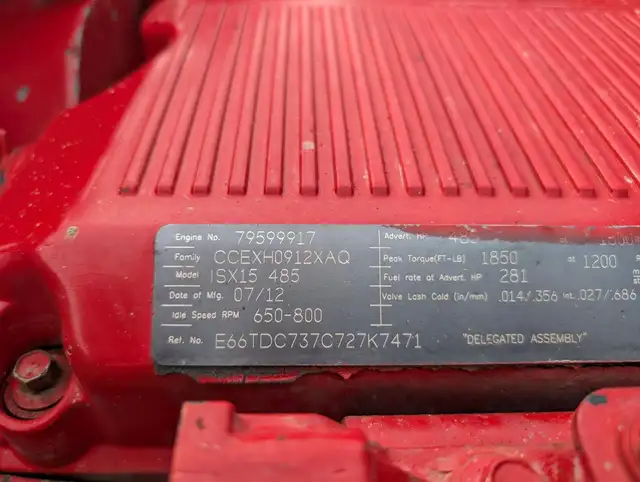 Engine No. 79599917
Family CCEXH0912XAQ
Model ISX15 485
Date of Mfg. 07/12
Idle Speed RPM 650-800
Ref. No. E66TDC737C727K7471
Advert. HP at
Peak Torque(FT-LB) 1850 at 1200
Fuel rate at Advert. HP 281
Valve Lash Cold (in/mm) .014/.356 Int. .027/.686
"DELEGATED ASSEMBLY"